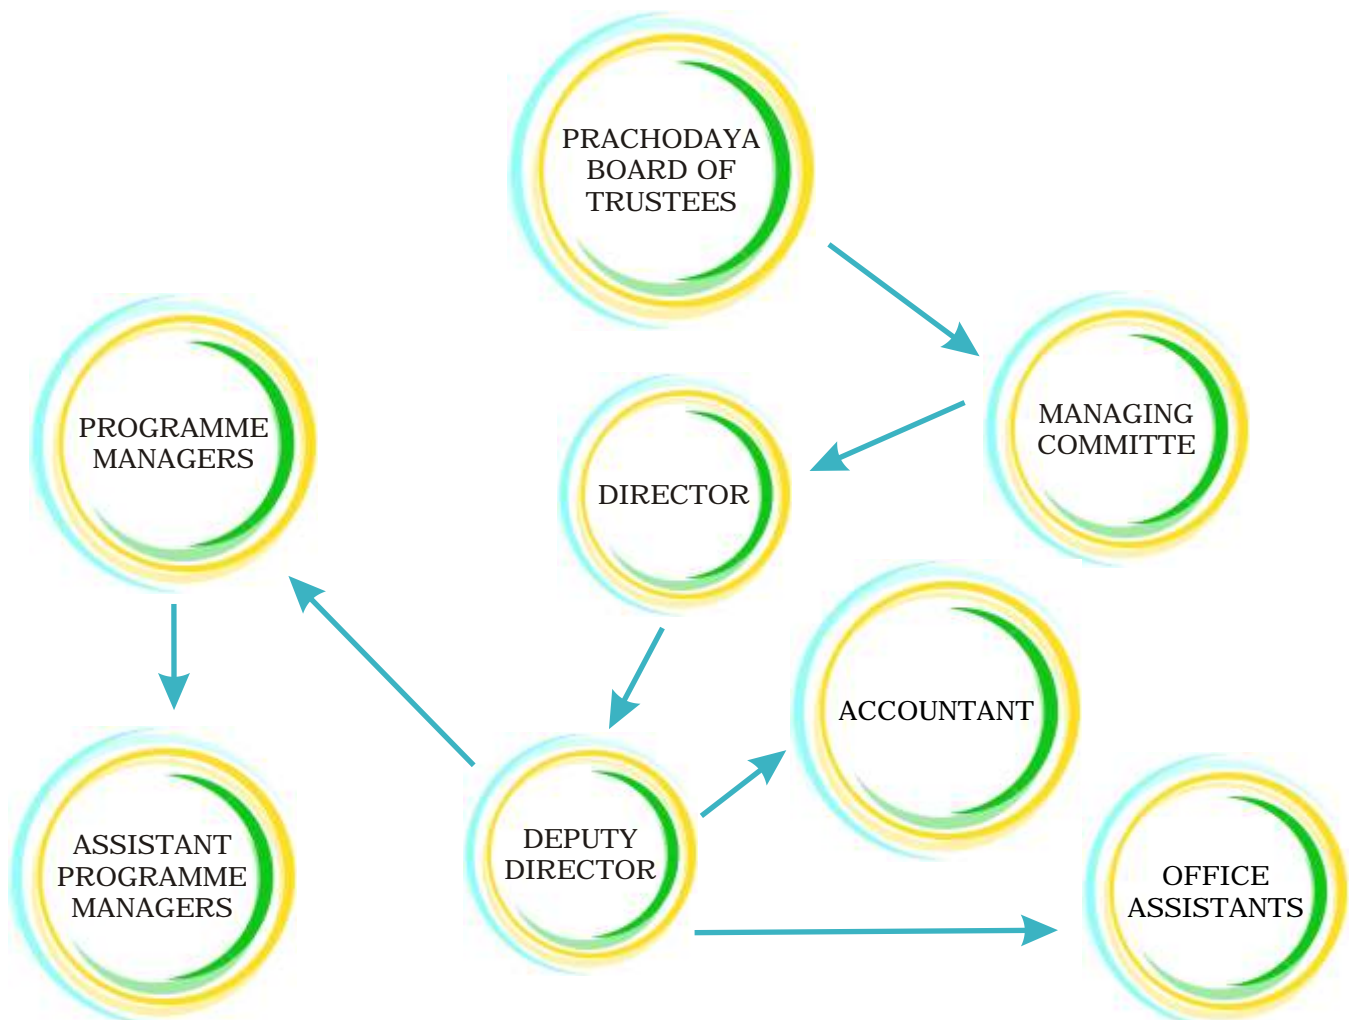 PRACHODAYA
BOARD OF
TRUSTEES
PROGRAMME
MANAGERS
MANAGING
COMMITTE
DIRECTOR
ACCOUNTANT
ASSISTANT
PROGRAMME
MANAGERS
DEPUTY
DIRECTOR
OFFICE
ASSISTANTS